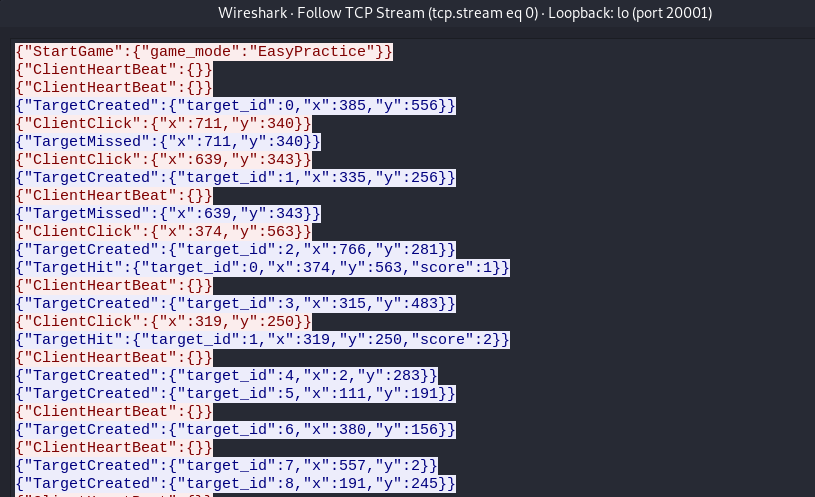 Wireshark · Follow TCP Stream (tcp.stream eq 0) · Loopback: lo (port 20001)
{"StartGame":{"game_mode":"EasyPractice"}}
{"ClientHeartBeat":{}}
{"ClientHeartBeat":{}}
{"TargetCreated":{"target_id":0,"x":385,"y":556}}
{"ClientClick":{"x":711,"y":340}}
{"TargetMissed":{"x":711,"y":340}}
{"ClientClick":{"x":639,"y":343}}
{"TargetCreated":{"target_id":1,"x":335,"y":256}}
{"ClientHeartBeat":{}}
{"TargetMissed":{"x":639,"y":343}}
{"ClientClick":{"x":374,"y":563}}
{"TargetCreated":{"target_id":2,"x":766,"y":281}}
{"TargetHit":{"target_id":0,"x":374,"y":563,"score":1}}
{"ClientHeartBeat":{}}
{"TargetCreated":{"target_id":3,"x":315,"y":483}}
{"ClientClick":{"x":319,"y":250}}
{"TargetHit":{"target_id":1,"x":319,"y":250,"score":2}}
{"ClientHeartBeat":{}}
{"TargetCreated":{"target_id":4,"x":2,"y":283}}
{"TargetCreated":{"target_id":5,"x":111,"y":191}}
{"ClientHeartBeat":{}}
{"TargetCreated":{"target_id":6,"x":380,"y":156}}
{"ClientHeartBeat":{}}
{"TargetCreated":{"target_id":7,"x":557,"y":2}}
{"TargetCreated":{"target_id":8,"x":191,"y":245}}